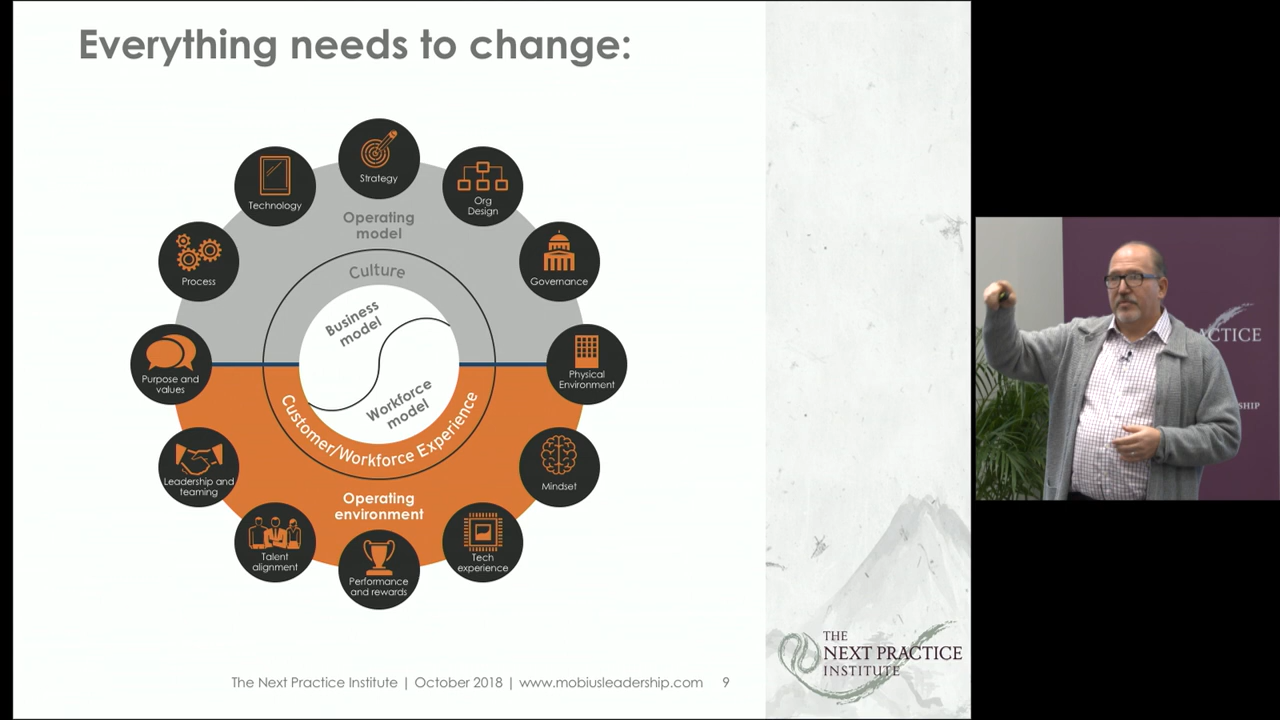 Everything needs to change:
Strategy
Technology
Org
Design
Operating
model
Process
Governance
Culture
Business
model
Purpose and
values
Physical
Environment
Workforce
model
Customer/Workforce Experience
Leadership and
teaming
Mindset
Operating
environment
Talent
alignment
Tech
experience
Performance
and rewards
The Next Practice Institute | October 2018 | www.mobiusleadership.com 9
THE
NEXT PRACTICE
INSTITUTE
ACTICE
SHIP